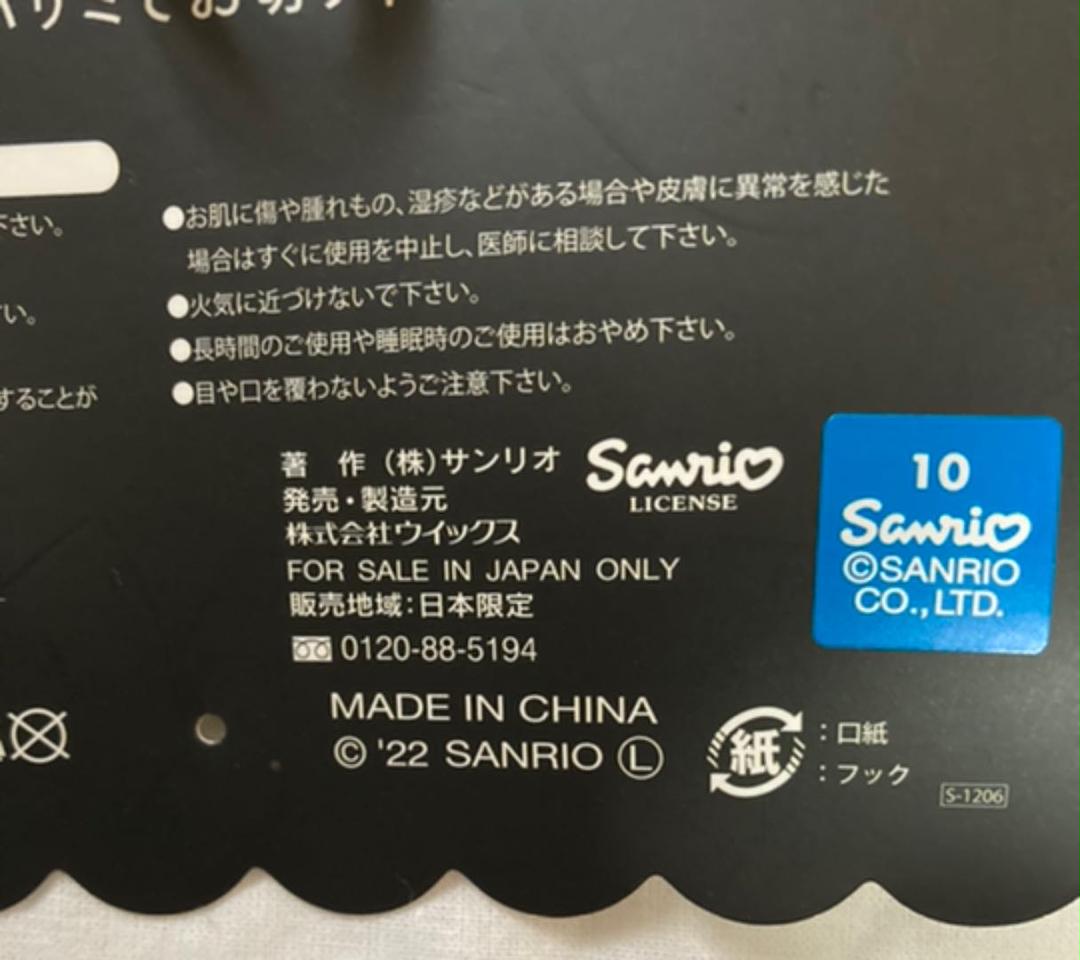 下さい。
●お肌に傷や腫れもの、湿疹などがある場合や皮膚に異常を感じた
場合はすぐに使用を中止し、医師に相談して下さい。
●火気に近づけないで下さい。
●長時間のご使用や睡眠時のご使用はおやめ下さい。
することが
●目や口を覆わないようご注意下さい。
著 作 (株)サンリオ
Sanrio
LICENSE
発売・製造元
株式会社ウイックス
FOR SALE IN JAPAN ONLY
販売地域:日本限定
0120-88-5194
MADE IN CHINA
© '22 SANRIO Ⓛ
10
Sanrio
©SANRIO
CO.,LTD.
紙
:口紙
:フック
S-1206